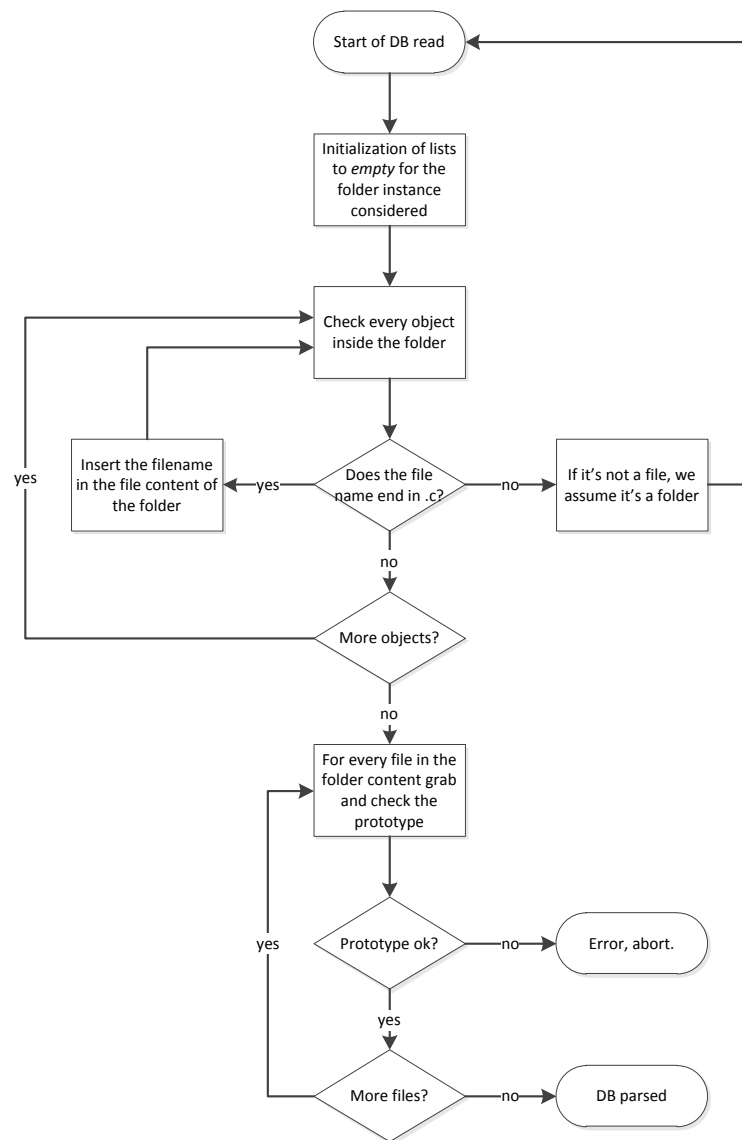 Start of DB read
Initialization of lists
to empty for the
folder instance
considered
Check every object
inside the folder
yes
Insert the filename
in the file content of
the folder
yes
Does the file
name end in .c?
no
If it's not a file, we
assume it's a folder
no
More objects?
no
For every file in the
folder content grab
and check the
prototype
yes
Prototype ok?
no
Error, abort.
yes
More files?
no
DB parsed